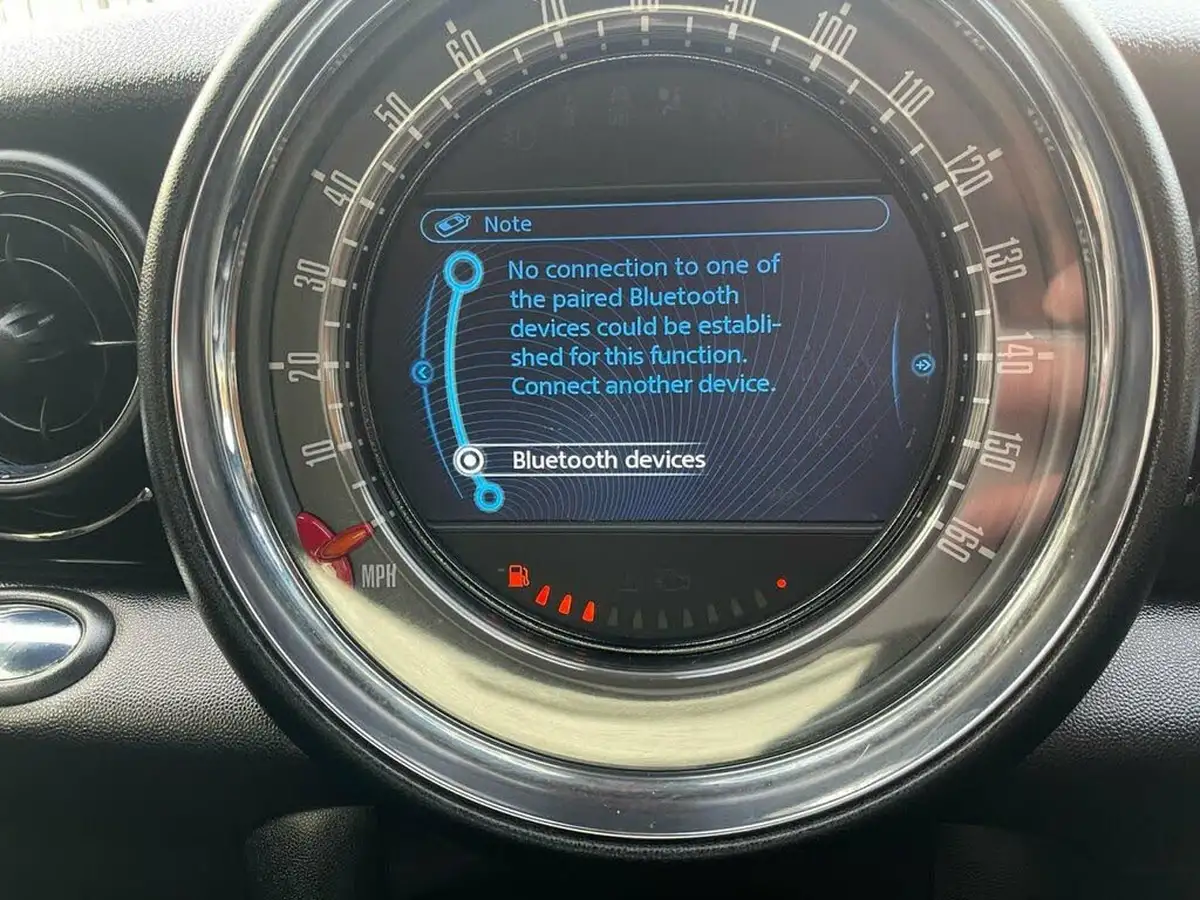 60
70
80
90
100
50
110
40
120
Note
30
No connection to one of
130
the paired Bluetooth
devices could be establi-
shed for this function.
20
140
Connect another device.
10
Bluetooth devices
150
160
MPH